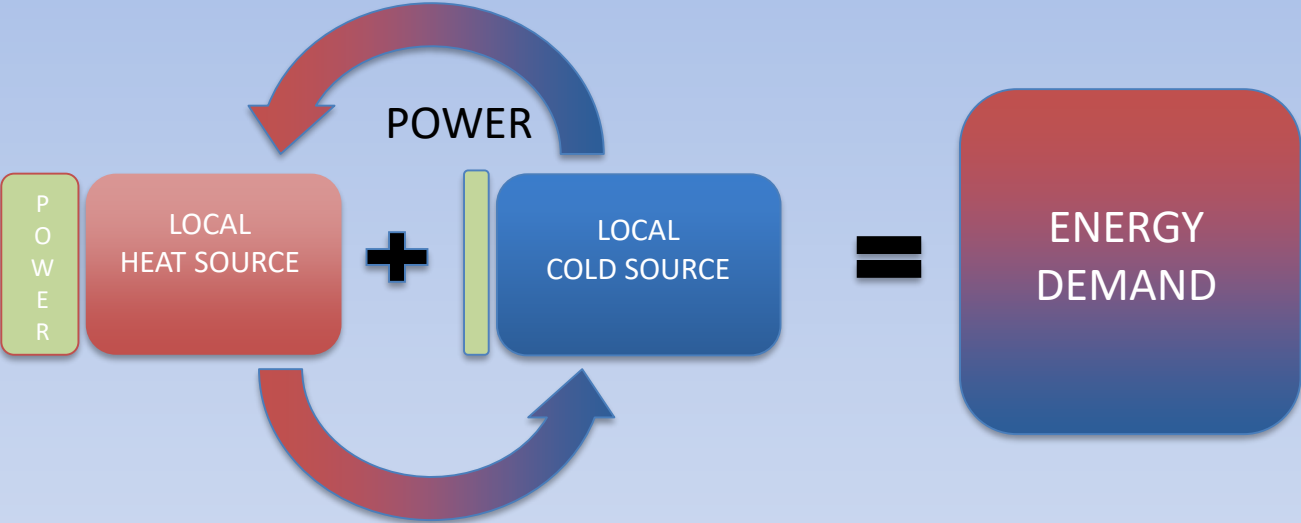 POWER
P
O
W
E
R
LOCAL
HEAT SOURCE
LOCAL
COLD SOURCE
ENERGY
DEMAND